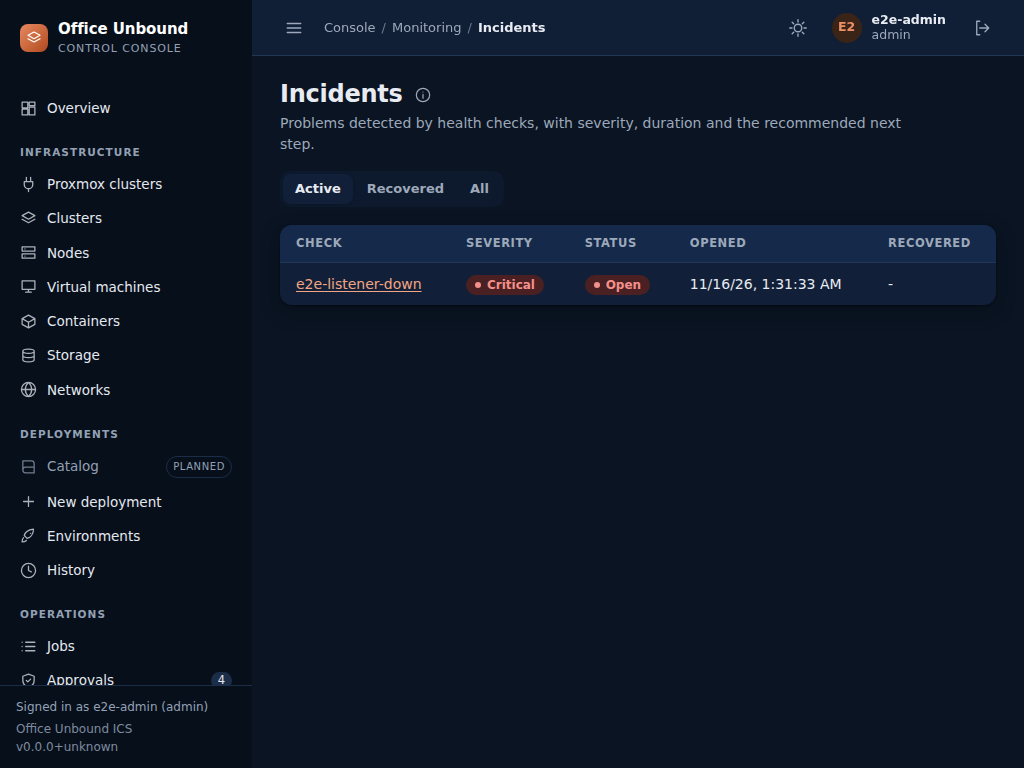 Office Unbound
CONTROL CONSOLE
Overview
INFRASTRUCTURE
Proxmox clusters
Clusters
Nodes
Virtual machines
Containers
Storage
Networks
DEPLOYMENTS
Catalog PLANNED
New deployment
Environments
History
OPERATIONS
Jobs
Approvals 4
Signed in as e2e-admin (admin)
Office Unbound ICS
v0.0.0+unknown
Console / Monitoring / Incidents
E2 e2e-admin
admin
Incidents
Problems detected by health checks, with severity, duration and the recommended next
step.
Active Recovered All
CHECK SEVERITY STATUS OPENED RECOVERED
e2e-listener-down Critical Open 11/16/26, 1:31:33 AM -